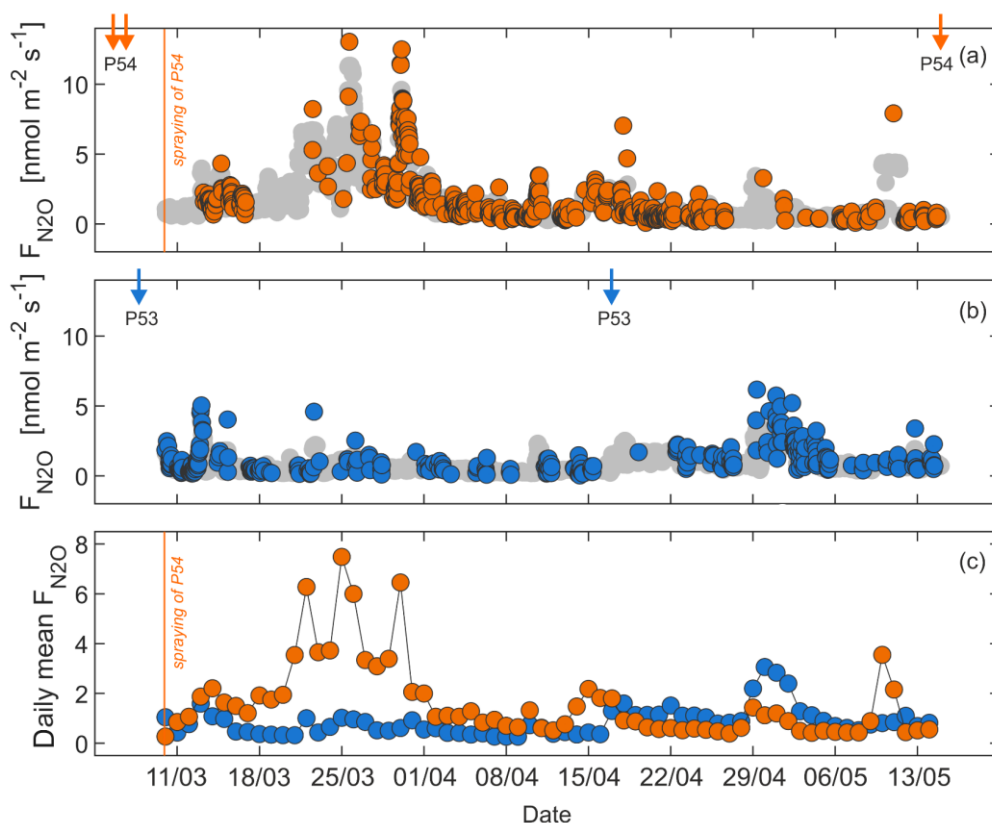 F_N2O [nmol m⁻² s⁻¹]
10
5
0
P54
spraying of P54
P54
(a)
F_N2O [nmol m⁻² s⁻¹]
10
5
0
P53
P53
(b)
Daily mean F_N2O
8
6
4
2
0
spraying of P54
(c)
11/03 18/03 25/03 01/04 08/04 15/04 22/04 29/04 06/05 13/05
Date